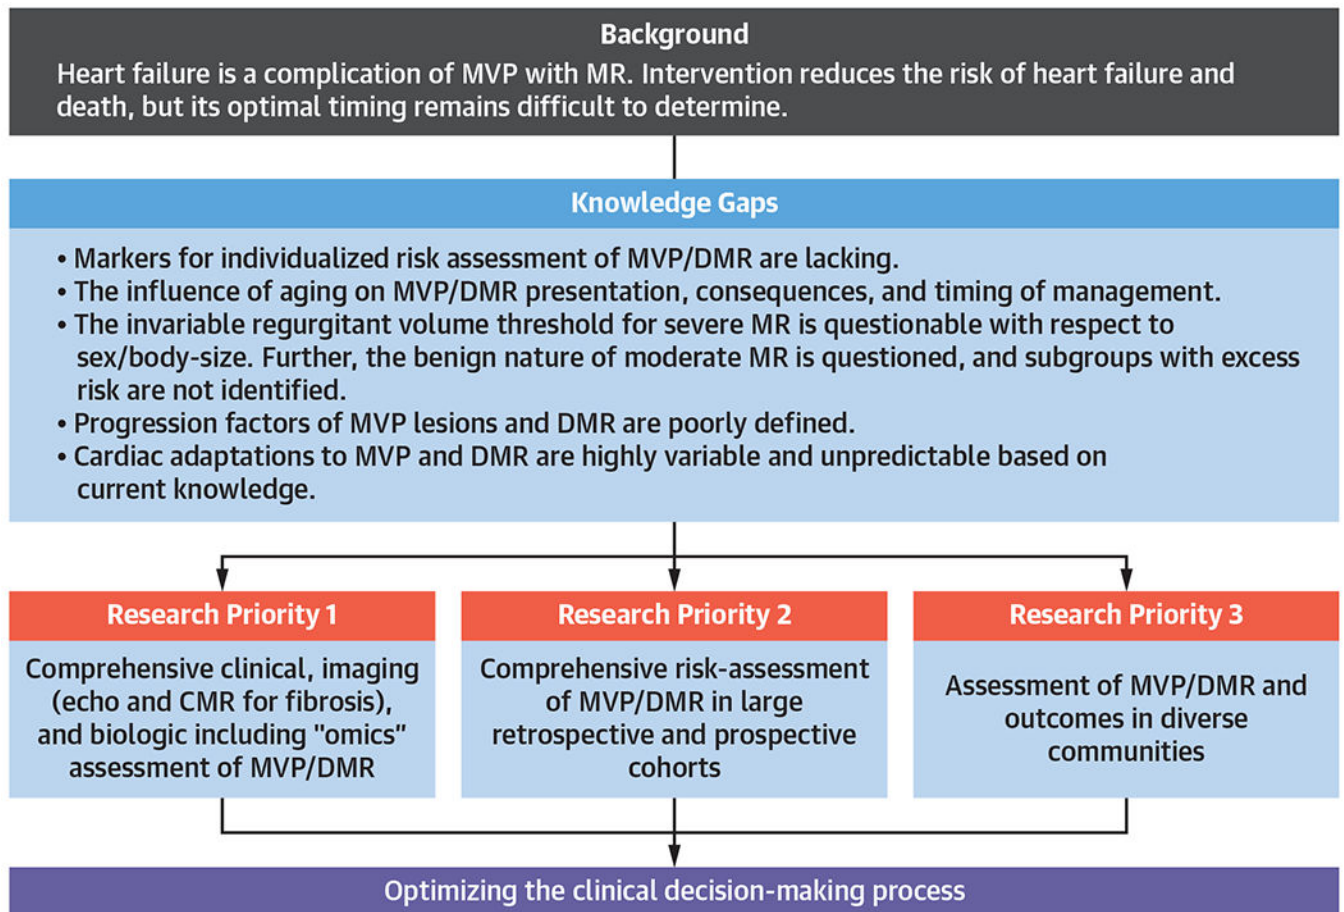 Background
Heart failure is a complication of MVP with MR. Intervention reduces the risk of heart failure and
death, but its optimal timing remains difficult to determine.
Knowledge Gaps
• Markers for individualized risk assessment of MVP/DMR are lacking.
• The influence of aging on MVP/DMR presentation, consequences, and timing of management.
• The invariable regurgitant volume threshold for severe MR is questionable with respect to
sex/body-size. Further, the benign nature of moderate MR is questioned, and subgroups with excess
risk are not identified.
• Progression factors of MVP lesions and DMR are poorly defined.
• Cardiac adaptations to MVP and DMR are highly variable and unpredictable based on
current knowledge.
Research Priority 1
Comprehensive clinical, imaging
(echo and CMR for fibrosis),
and biologic including "omics”
assessment of MVP/DMR
Research Priority 2
Comprehensive risk-assessment
of MVP/DMR in large
retrospective and prospective
cohorts
Research Priority 3
Assessment of MVP/DMR and
outcomes in diverse
communities
Optimizing the clinical decision-making process